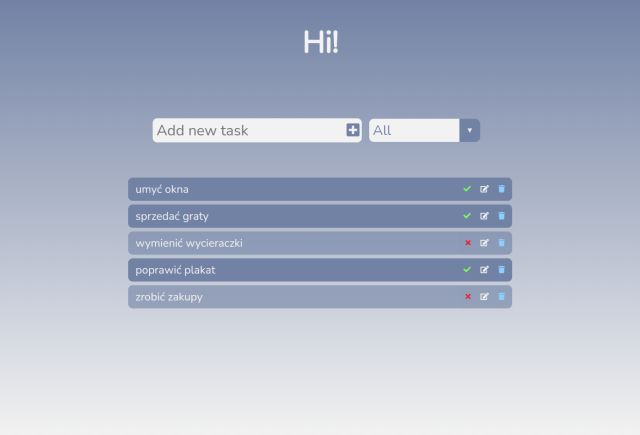 Hi!
Add new task
All
umyć okna
sprzedać graty
wymienić wycieraczki
poprawić plakat
zrobić zakupy